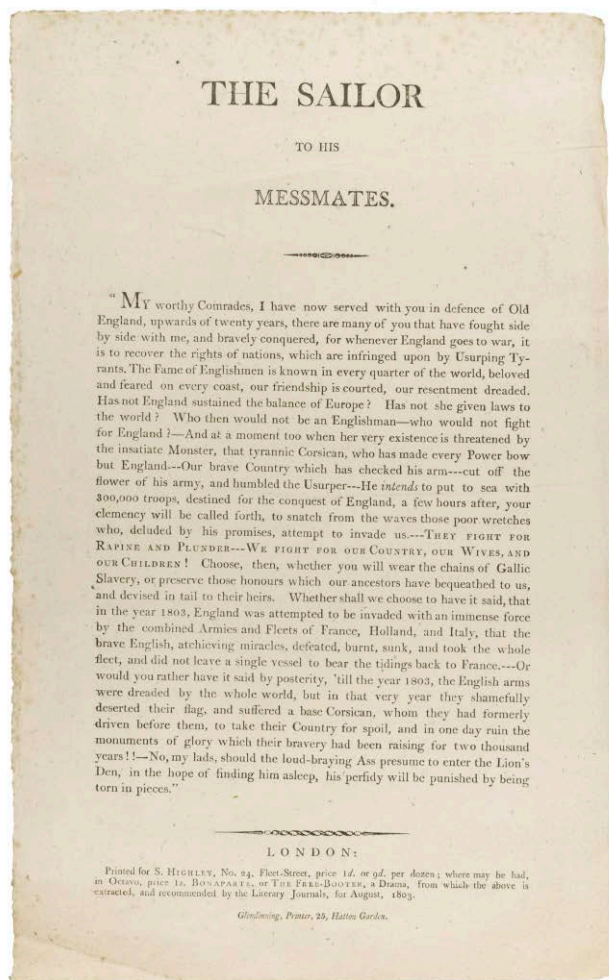 THE SAILOR
TO HIS
MESSMATES.
“MY worthy Comrades, I have now served with you in defence of Old
England, upwards of twenty years, there are many of you that have fought side
by side with me, and bravely conquered, for whenever England goes to war, it
is to recover the rights of nations, which are infringed upon by Usurping Ty-
rants. The Fame of Englishmen is known in every quarter of the world, beloved
and feared on every coast, our friendship is courted, our resentment dreaded.
Has not England sustained the balance of Europe? Has not she given laws to
the world? Who then would not be an Englishman—who would not fight
for England?—And at a moment too when her very existence is threatened by
the insatiate Monster, that tyrannic Corsican, who has made every Power bow
but England---Our brave Country which has checked his arm---cut off the
flower of his army, and humbled the Usurper---He intends to put to sea with
300,000 troops, destined for the conquest of England, a few hours after, your
clemency will be called forth, to snatch from the waves those poor wretches
who, deluded by his promises, attempt to invade us.---THEY FIGHT FOR
RAPINE AND PLUNDER---WE FIGHT FOR OUR COUNTRY, OUR WIVES, AND
OUR CHILDREN! Choose, then, whether you will wear the chains of Gallic
Slavery, or preserve those honours which our ancestors have bequeathed to us,
and devised in tail to their heirs. Whether shall we choose to have it said, that
in the year 1803, England was attempted to be invaded with an immense force
by the combined Armies and Fleets of France, Holland, and Italy, that the
brave English, atchieving miracles, defeated, burnt, sunk, and took the whole
fleet, and did not leave a single vessel to bear the tidings back to France.---Or
would you rather have it said by posterity, 'till the year 1803, the English arms
were dreaded by the whole world, but in that very year they shamefully
deserted their flag, and suffered a base Corsican, whom they had formerly
driven before them, to take their Country for spoil, and in one day ruin the
monuments of glory which their bravery had been raising for two thousand
years!!—No, my lads, should the loud-braying Ass presume to enter the Lion's
Den, in the hope of finding him asleep, his perfidy will be punished by being
torn in pieces.”
LONDON:
Printed for S. HIGHLEY, No. 24, Fleet-Street, price 1d. or 9d. per dozen; where may be had,
in Octavo, price 1s. BONAPARTE, or THE FREE-BOOTER, a Drama, from which the above is
extracted, and recommended by the Literary Journals, for August, 1803.
Glendinning, Printer, 25, Hatton Garden.